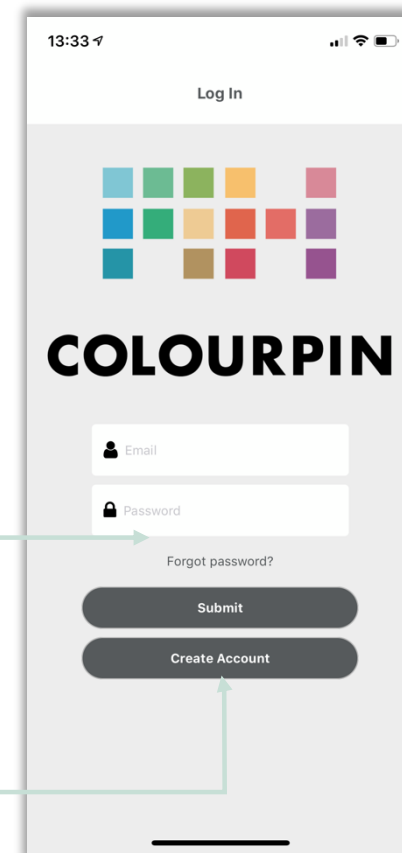 13:33
Log In
COLOURPIN
Email
Password
Forgot password?
Submit
Create Account